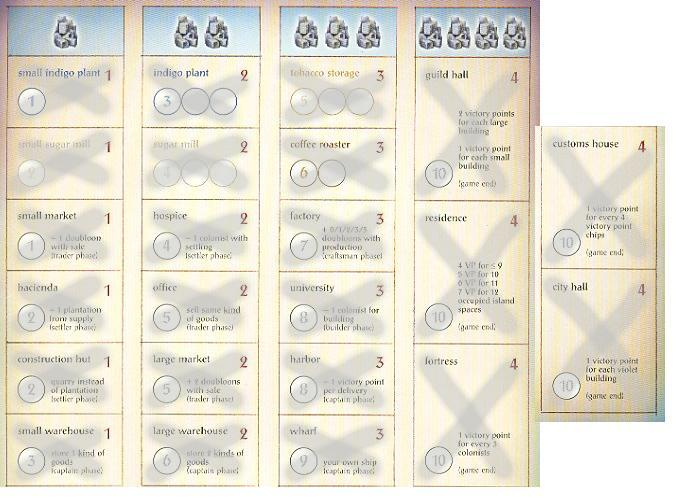 small indigo plant 1
1
small sugar mill 1
2
small market 1
1
+ 1 doubloon
with sale
(trader phase)
hacienda 1
2
+ 1 plantation
from supply
(settler phase)
construction hut 1
2
quarry instead
of plantation
(settler phase)
small warehouse 1
3
store 1 kind of
goods
(captain phase)
indigo plant 2
3
sugar mill 2
4
hospice 2
4
+ 1 colonist with
settling
(settler phase)
office 2
5
sell same kind
of goods
(trader phase)
large market 2
5
+ 2 doubloons
with sale
(trader phase)
large warehouse 2
6
store 2 kinds of
goods
(captain phase)
tobacco storage 3
5
coffee roaster 3
6
factory 3
7
+ 0/1/2/3/5
doubloons with
production
(craftsman phase)
university 3
8
+ 1 colonist for
building
(builder phase)
harbor 3
8
+ 1 victory point
per delivery
(captain phase)
wharf 3
9
your own ship
(captain phase)
guild hall 4
2 victory points
for each large
building
1 victory point
for each small
building
10
(game end)
residence 4
4 VP for ≤ 9
5 VP for 10
6 VP for 11
7 VP for 12
occupied island
spaces
10
(game end)
fortress 4
1 victory point
for every 3
colonists
10
(game end)
customs house 4
1 victory point
for every 4
victory point
chips
10
(game end)
city hall 4
1 victory point
for each violet
building
10
(game end)